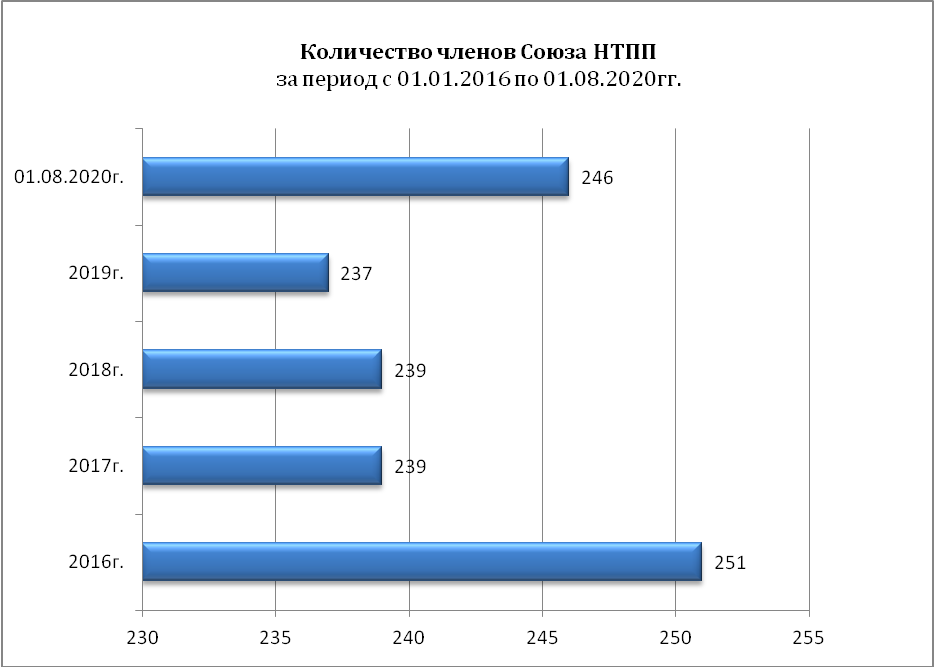 Количество членов Союза НТПП
за период с 01.01.2016 по 01.08.2020гг.
01.08.2020г.
246
2019г.
237
2018г.
239
2017г.
239
2016г.
251
230 235 240 245 250 255